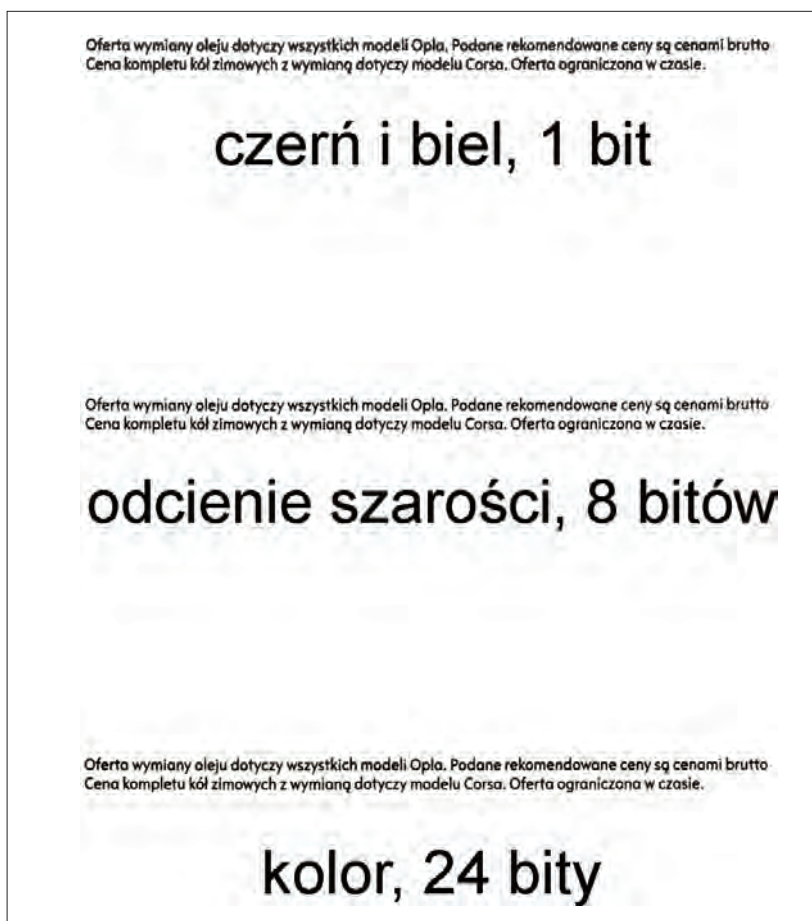 Oferta wymiany oleju dotyczy wszystkich modeli Opla. Podane rekomendowane ceny są cenami brutto
Cena kompletu kół zimowych z wymianą dotyczy modelu Corsa. Oferta ograniczona w czasie.
czerń i biel, 1 bit
Oferta wymiany oleju dotyczy wszystkich modeli Opla. Podane rekomendowane ceny są cenami brutto
Cena kompletu kół zimowych z wymianą dotyczy modelu Corsa. Oferta ograniczona w czasie.
odcienie szarości, 8 bitów
Oferta wymiany oleju dotyczy wszystkich modeli Opla. Podane rekomendowane ceny są cenami brutto
Cena kompletu kół zimowych z wymianą dotyczy modelu Corsa. Oferta ograniczona w czasie.
kolor, 24 bity